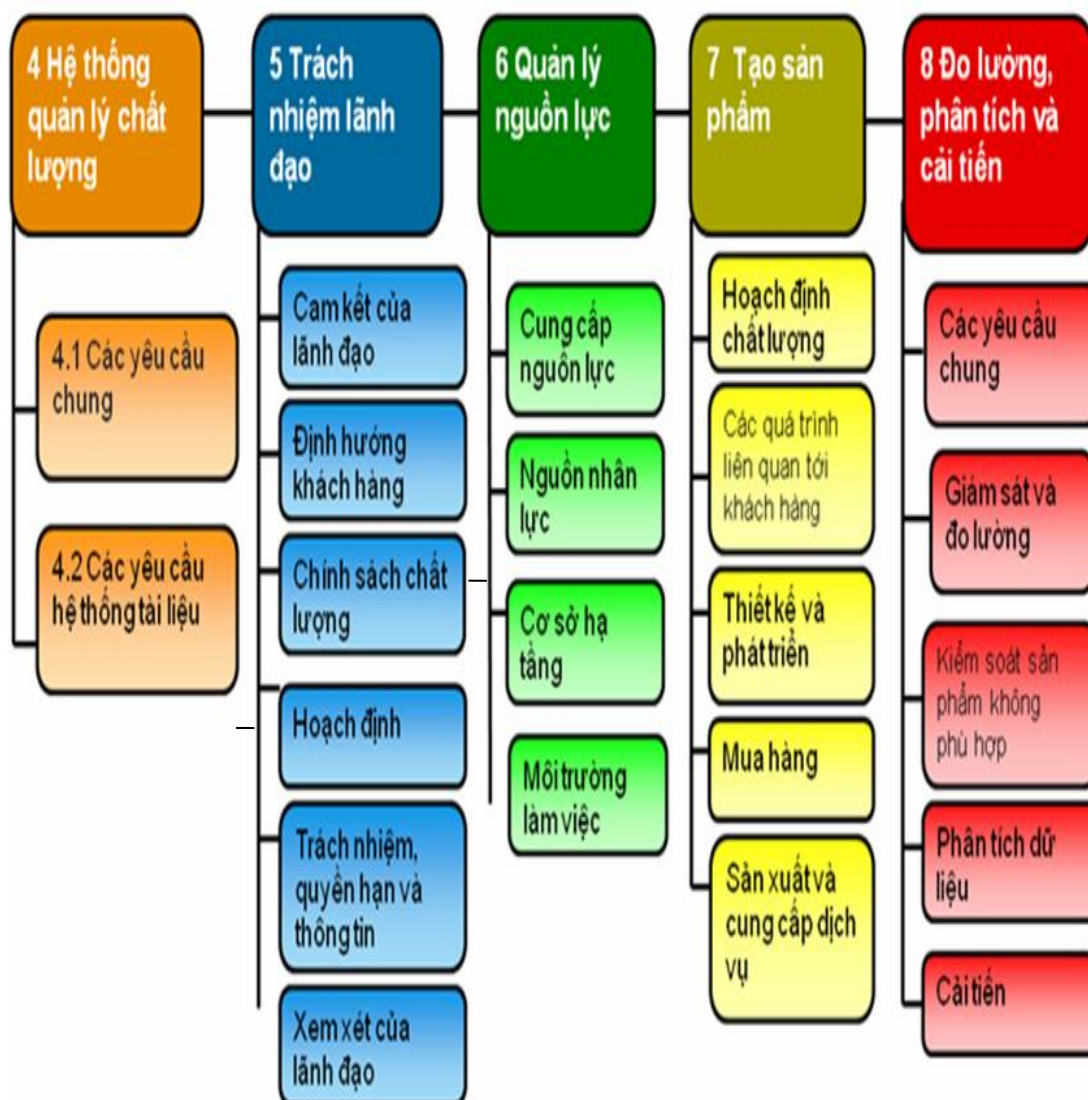 4 Hệ thống
quản lý chất
lượng
4.1 Các yêu cầu
chung
4.2 Các yêu cầu
hệ thống tài liệu
5 Trách
nhiệm lãnh
đạo
Cam kết của
lãnh đạo
Định hướng
khách hàng
Chính sách chất
lượng
Hoạch định
Trách nhiệm,
quyền hạn và
thông tin
Xem xét của
lãnh đạo
6 Quản lý
nguồn lực
Cung cấp
nguồn lực
Nguồn nhân
lực
Cơ sở hạ
tầng
Môi trường
làm việc
7 Tạo sản
phẩm
Hoạch định
chất lượng
Các quá trình
liên quan tới
khách hàng
Thiết kế và
phát triển
Mua hàng
Sản xuất và
cung cấp dịch
vụ
8 Đo lường,
phân tích và
cải tiến
Các yêu cầu
chung
Giám sát và
đo lường
Kiểm soát sản
phẩm không
phù hợp
Phân tích dữ
liệu
Cải tiến